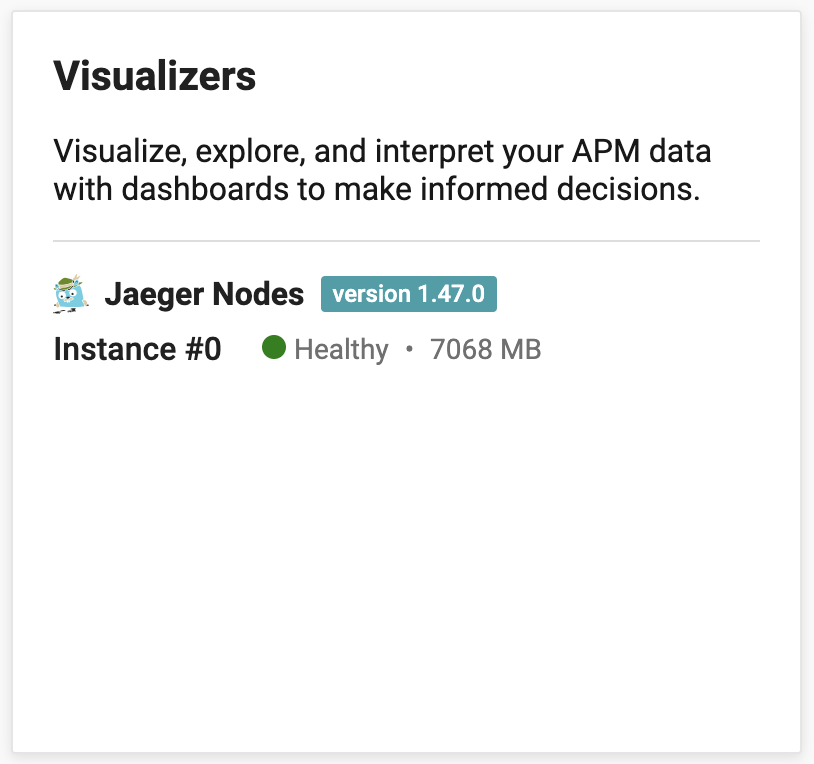 Visualizers
Visualize, explore, and interpret your APM data
with dashboards to make informed decisions.
Jaeger Nodes version 1.47.0
Instance #0 Healthy • 7068 MB